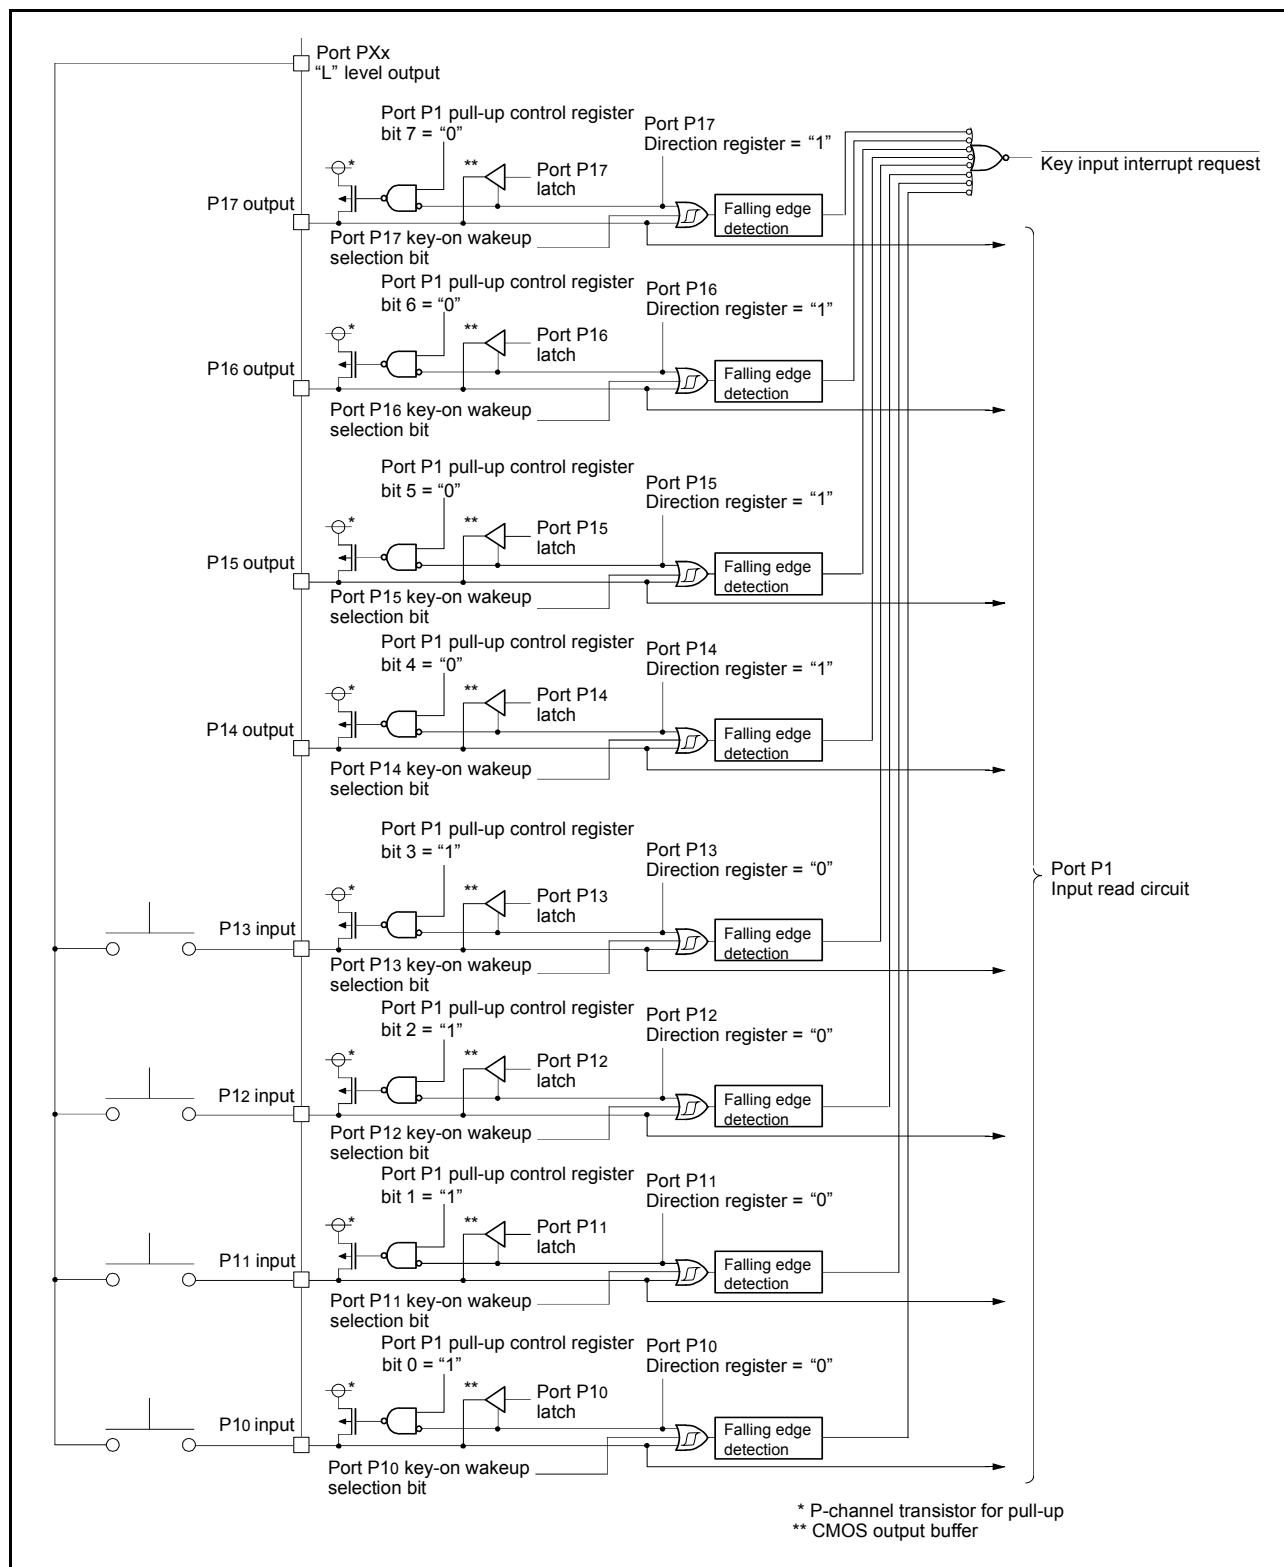 Port PXx
“L” level output
Port P1 pull-up control register
bit 7 = “0”
Port P17
Direction register = “1”
*
**
Port P17
latch
Key input interrupt request
P17 output
Falling edge
detection
Port P17 key-on wakeup
selection bit
Port P1 pull-up control register
bit 6 = “0”
Port P16
Direction register = “1”
*
**
Port P16
latch
P16 output
Falling edge
detection
Port P16 key-on wakeup
selection bit
Port P1 pull-up control register
bit 5 = “0”
Port P15
Direction register = “1”
*
**
Port P15
latch
P15 output
Falling edge
detection
Port P15 key-on wakeup
selection bit
Port P1 pull-up control register
bit 4 = “0”
Port P14
Direction register = “1”
*
**
Port P14
latch
P14 output
Falling edge
detection
Port P14 key-on wakeup
selection bit
Port P1 pull-up control register
bit 3 = “1”
Port P13
Direction register = “0”
*
**
Port P13
latch
Port P1
Input read circuit
P13 input
Falling edge
detection
Port P13 key-on wakeup
selection bit
Port P1 pull-up control register
bit 2 = “1”
Port P12
Direction register = “0”
*
**
Port P12
latch
P12 input
Falling edge
detection
Port P12 key-on wakeup
selection bit
Port P1 pull-up control register
bit 1 = “1”
Port P11
Direction register = “0”
*
**
Port P11
latch
P11 input
Falling edge
detection
Port P11 key-on wakeup
selection bit
Port P1 pull-up control register
bit 0 = “1”
Port P10
Direction register = “0”
*
**
Port P10
latch
P10 input
Falling edge
detection
Port P10 key-on wakeup
selection bit
* P-channel transistor for pull-up
** CMOS output buffer